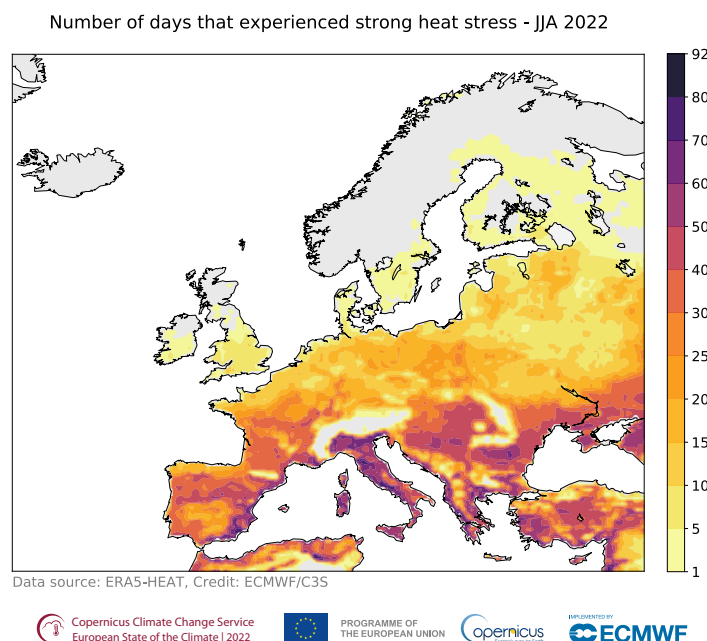 Number of days that experienced strong heat stress - JJA 2022
92
80
70
60
50
40
30
25
20
15
10
5
1
Data source: ERA5-HEAT, Credit: ECMWF/C3S
Copernicus Climate Change Service
European State of the Climate | 2022
PROGRAMME OF
THE EUROPEAN UNION
opernicus
IMPLEMENTED BY
ECMWF